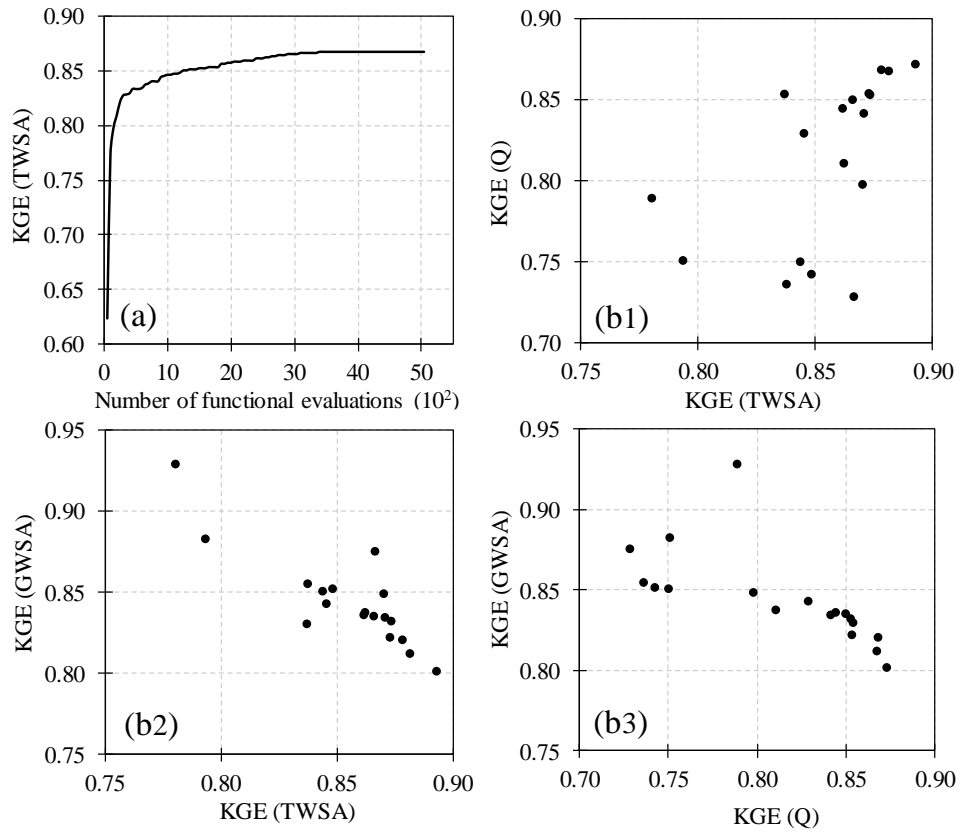 0.90
0.85
0.80
0.75
0.70
0.65
0.60
KGE (TWSA)
(a)
0 10 20 30 40 50
Number of functional evaluations (10²)
0.90
0.85
0.80
0.75
0.70
KGE (Q)
(b1)
0.75 0.80 0.85 0.90
KGE (TWSA)
0.95
0.90
0.85
0.80
0.75
KGE (GWSA)
(b2)
0.75 0.80 0.85 0.90
KGE (TWSA)
0.95
0.90
0.85
0.80
0.75
KGE (GWSA)
(b3)
0.70 0.75 0.80 0.85 0.90
KGE (Q)